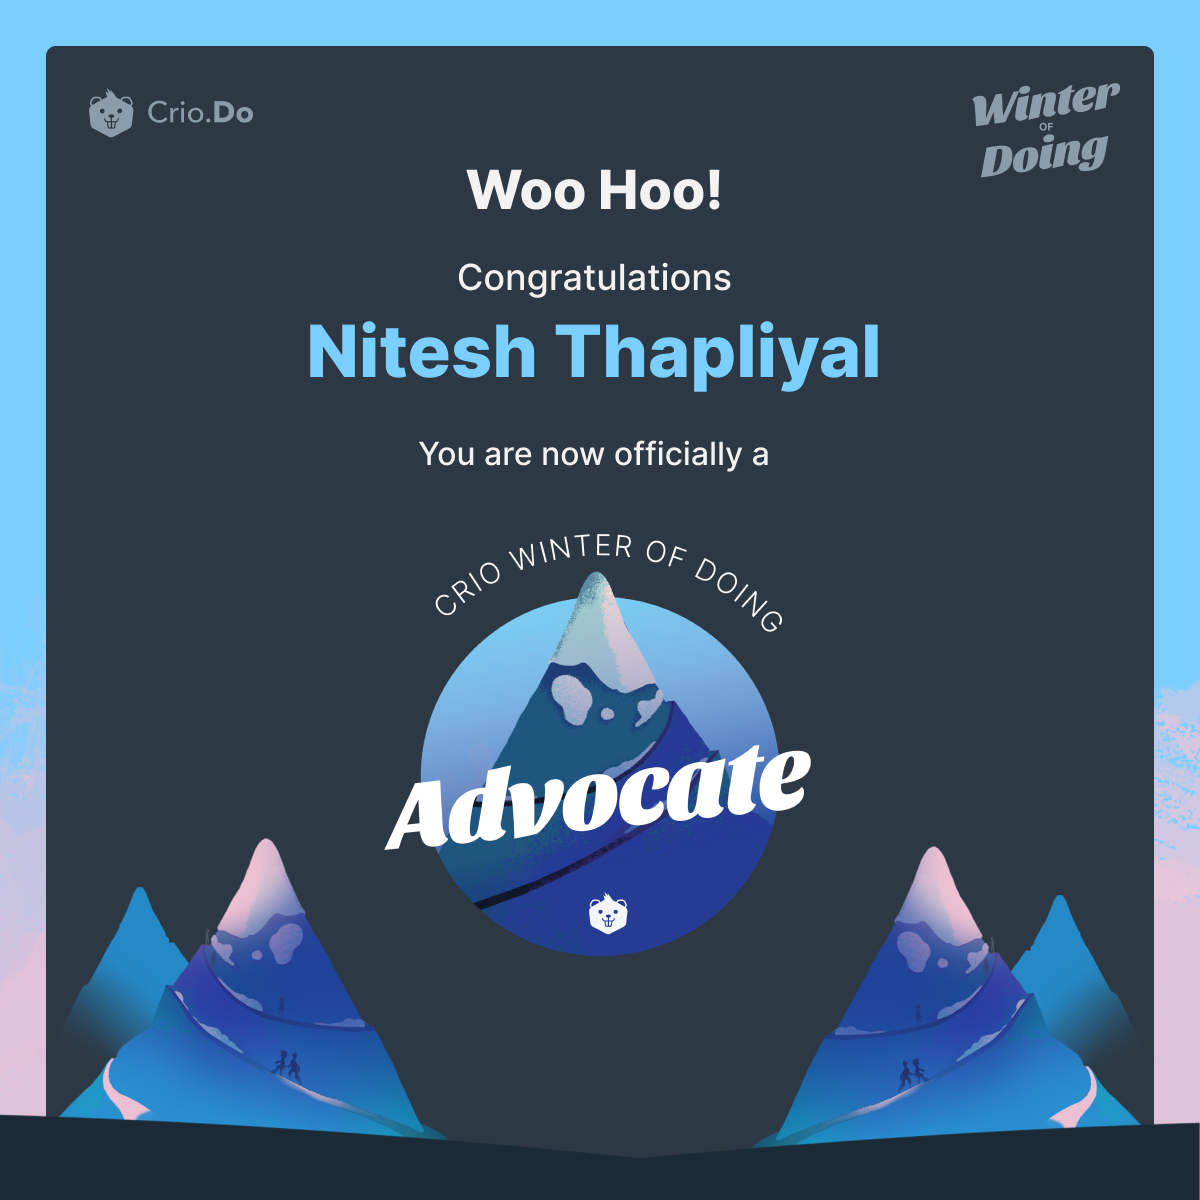 Crio.Do
Winter
OF
Doing
Woo Hoo!
Congratulations
Nitesh Thapliyal
You are now officially a
CRIO WINTER OF DOING
Advocate